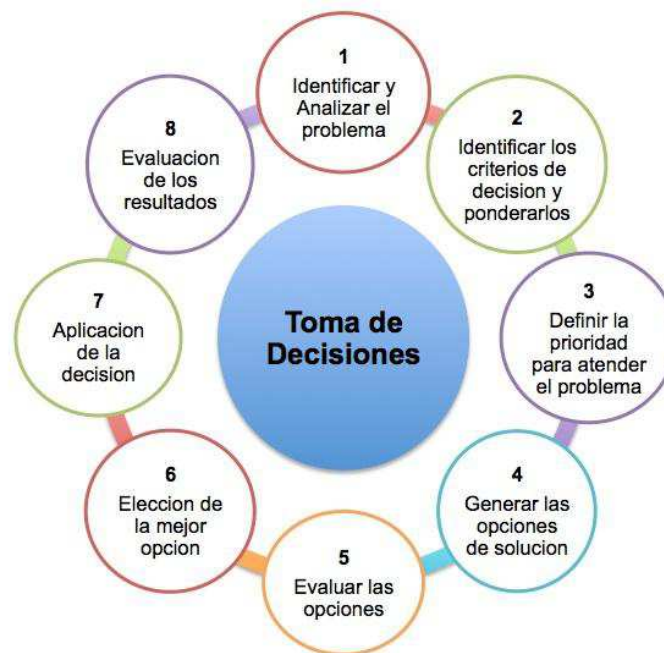 1
Identificar y
Analizar el
problema
2
Identificar los
criterios de
decision y
ponderarlos
3
Definir la
prioridad
para atender
el problema
4
Generar las
opciones
de solucion
5
Evaluar las
opciones
6
Eleccion de
la mejor
opcion
7
Aplicacion
de la
decision
8
Evaluacion
de los
resultados
Toma de
Decisiones